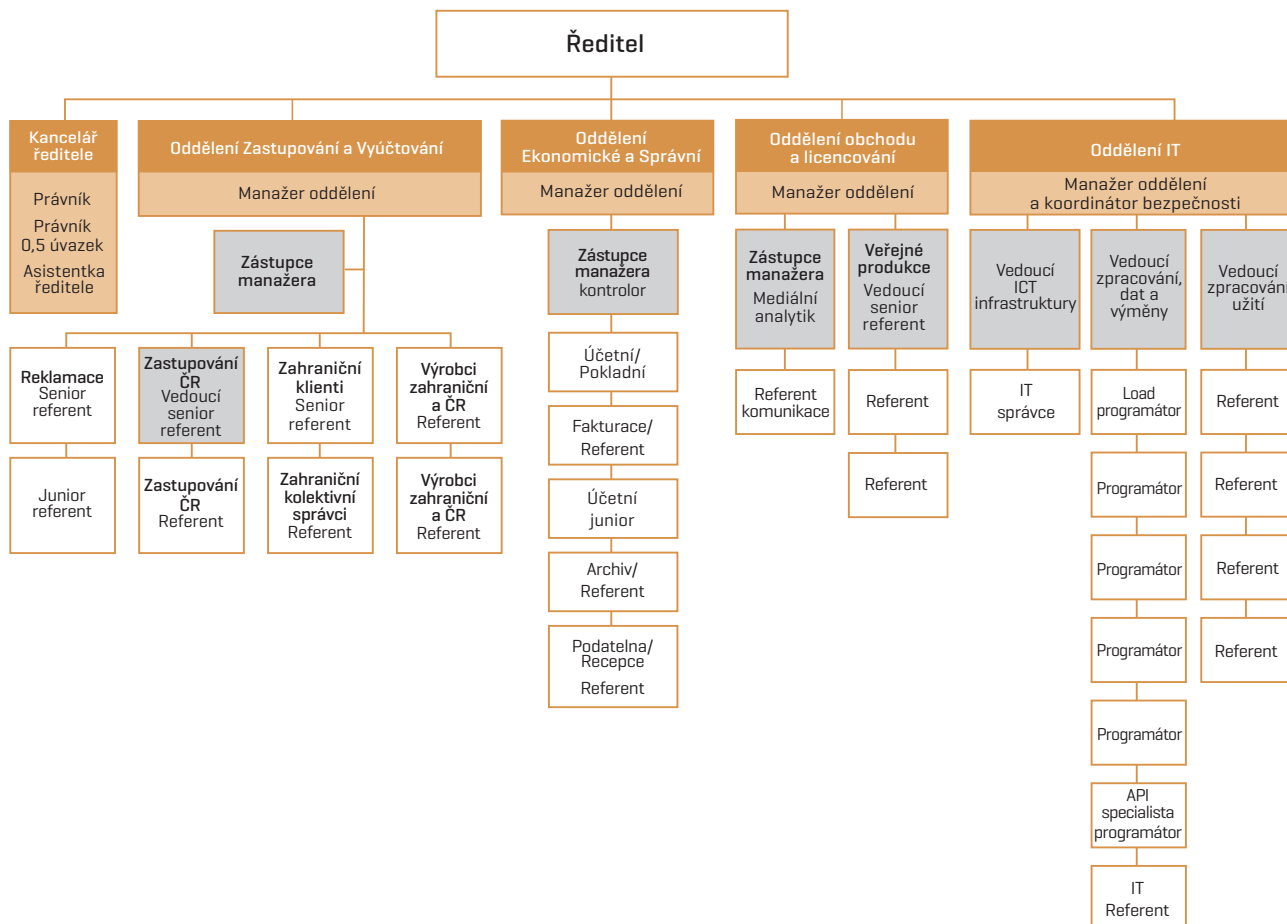 Ředitel
Kancelář
ředitele
Právník
Právník
0,5 úvazek
Asistentka
ředitele
Oddělení Zastupování a Vyúčtování
Manažer oddělení
Zástupce
manažera
Reklamace
Senior
referent
Junior
referent
Zastupování
ČR
Vedoucí
senior
referent
Zastupování
ČR
Referent
Zahraniční
klienti
Senior
referent
Zahraniční
kolektivní
správci
Referent
Výrobci
zahraniční
a ČR
Referent
Výrobci
zahraniční
a ČR
Referent
Oddělení
Ekonomické a Správní
Manažer oddělení
Zástupce
manažera
kontrolor
Účetní/
Pokladní
Fakturace/
Referent
Účetní
junior
Archiv/
Referent
Podatelna/
Recepce
Referent
Oddělení obchodu
a licencování
Manažer oddělení
Zástupce
manažera
Mediální
analytik
Referent
komunikace
Veřejné
produkce
Vedoucí
senior
referent
Referent
Referent
Oddělení IT
Manažer oddělení
a koordinátor bezpečnosti
Vedoucí
ICT
infrastruktury
IT
správce
Vedoucí
zpracování,
dat a
výměny
Load
programátor
Programátor
Programátor
Programátor
Programátor
API
specialista
programátor
IT
Referent
Vedoucí
zpracování
užití
Referent
Referent
Referent
Referent